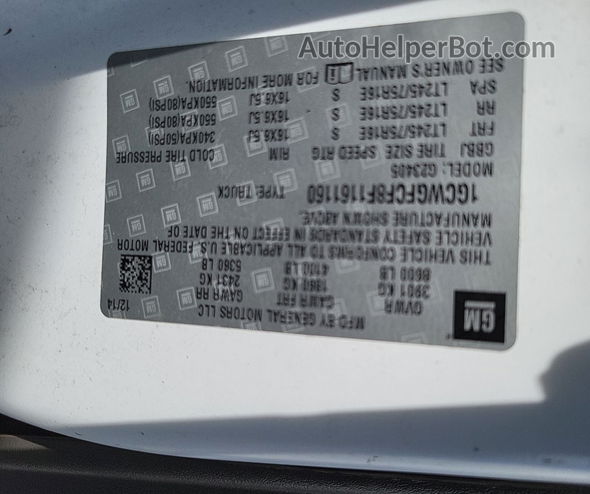 AutoHelperBot.com
GM
MFD BY GENERAL MOTORS LLC
12/14
GVWR GAWR FRT GAWR RR
3901 KG 1860 KG 2431 KG
8600 LB 4100 LB 5360 LB
THIS VEHICLE CONFORMS TO ALL APPLICABLE U.S. FEDERAL MOTOR
VEHICLE SAFETY STANDARDS IN EFFECT ON THE DATE OF
MANUFACTURE SHOWN ABOVE.
1GCWGFCF8F1161160 TYPE: TRUCK
G23405
GBBJ TIRE SIZE SPEED RTG RIM COLD TIRE PRESSURE
FRT LT245/75R16E S 16X6.5J 340KPA(50PSI)
RR LT245/75R16E S 16X6.5J 550KPA(80PSI)
SPA LT245/75R16E S 16X6.5J 550KPA(80PSI)
SEE OWNER'S MANUAL FOR MORE INFORMATION.